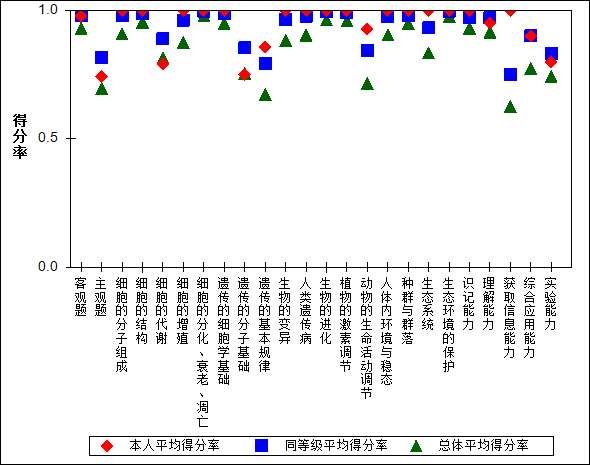 1.0
0.5
0.0
得分率
客观题
主观题
细胞的分子组成
细胞的结构
细胞的代谢
细胞的增殖
细胞的分化、衰老、凋亡
遗传的细胞学基础
遗传的分子基础
遗传的基本规律
生物的变异
人类遗传病
生物的进化
植物的激素调节
动物的生命活动调节
人体内环境与稳态
种群与群落
生态系统
生态环境的保护
识记能力
理解能力
获取信息能力
综合应用能力
实验能力
本人平均得分率 同等级平均得分率 总体平均得分率